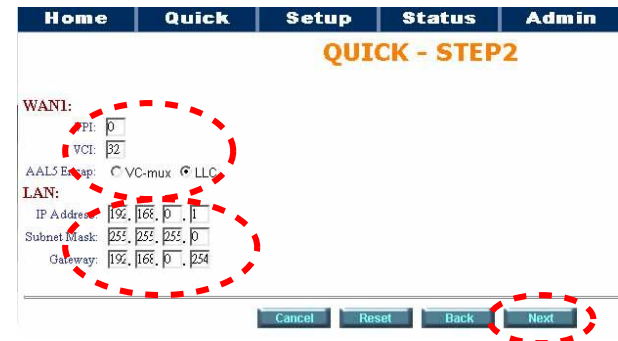 Home Quick Setup Status Admin
QUICK - STEP2
WAN1:
VPI: 0
VCI: 32
AAL5 Encap: VC-mux LLC
LAN:
IP Address: 192. 168. 0 . 1
Subnet Mask: 255. 255. 255. 0
Gateway: 192. 168. 0 . 254
Cancel Reset Back Next